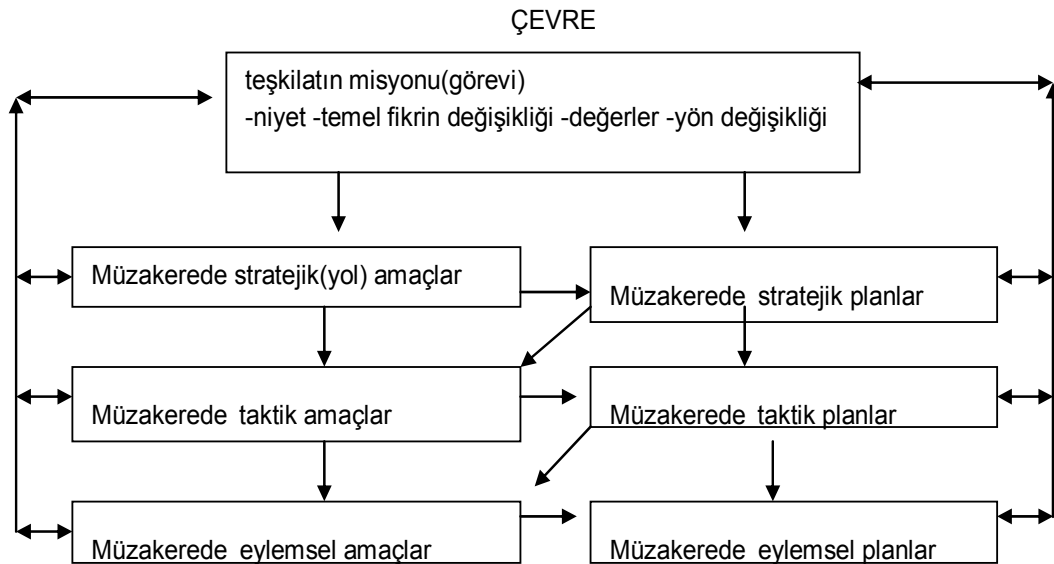 ÇEVRE
teşkilatın misyonu(görevi)
-niyet -temel fikrin değişikliği -değerler -yön değişikliği
Müzakerede stratejik(yol) amaçlar
Müzakerede stratejik planlar
Müzakerede taktik amaçlar
Müzakerede taktik planlar
Müzakerede eylemsel amaçlar
Müzakerede eylemsel planlar